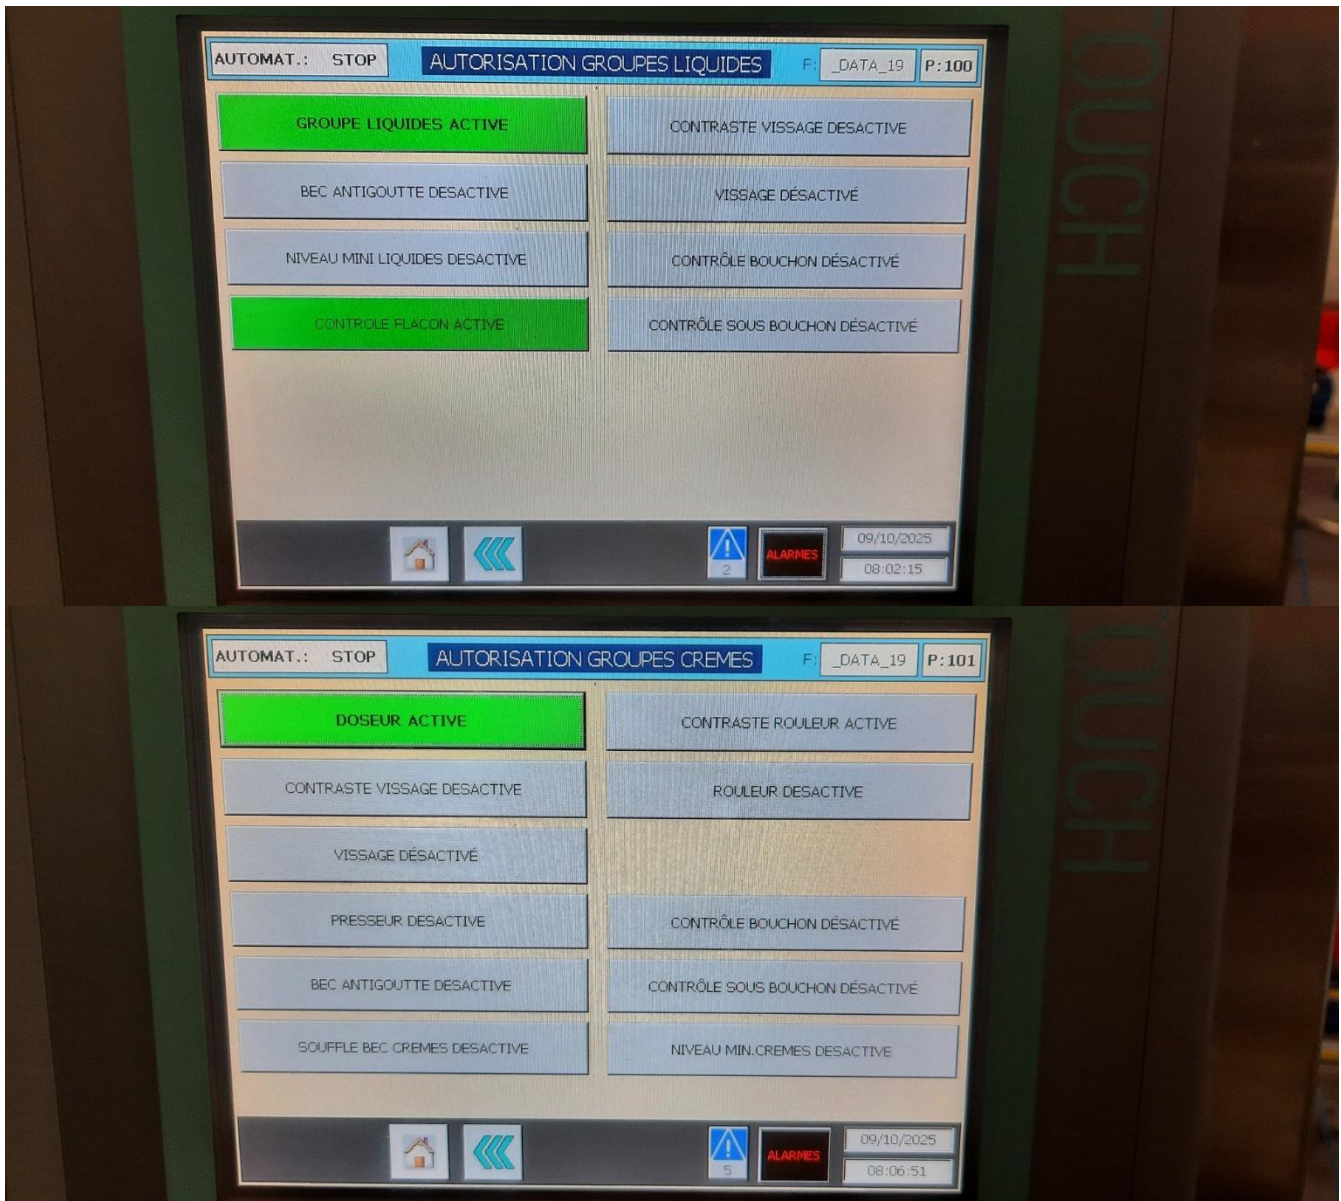 AUTOMAT.: STOP AUTORISATION GROUPES LIQUIDES F: _DATA_19 P:100
GROUPE LIQUIDES ACTIVE CONTRASTE VISSAGE DESACTIVE
BEC ANTIGOUTTE DESACTIVE VISSAGE DÉSACTIVÉ
NIVEAU MINI LIQUIDES DESACTIVE CONTRÔLE BOUCHON DÉSACTIVÉ
CONTROLE FLACON ACTIVE CONTRÔLE SOUS BOUCHON DÉSACTIVÉ
2 ALARMES 09/10/2025
08:02:15
OUCH
AUTOMAT.: STOP AUTORISATION GROUPES CREMES F: _DATA_19 P:101
DOSEUR ACTIVE CONTRASTE ROULEUR ACTIVE
CONTRASTE VISSAGE DESACTIVE ROULEUR DESACTIVE
VISSAGE DÉSACTIVÉ
PRESSEUR DESACTIVE CONTRÔLE BOUCHON DÉSACTIVÉ
BEC ANTIGOUTTE DESACTIVE CONTRÔLE SOUS BOUCHON DÉSACTIVÉ
SOUFFLE BEC CREMES DESACTIVE NIVEAU MIN.CREMES DESACTIVE
5 ALARMES 09/10/2025
08:06:51
OUCH